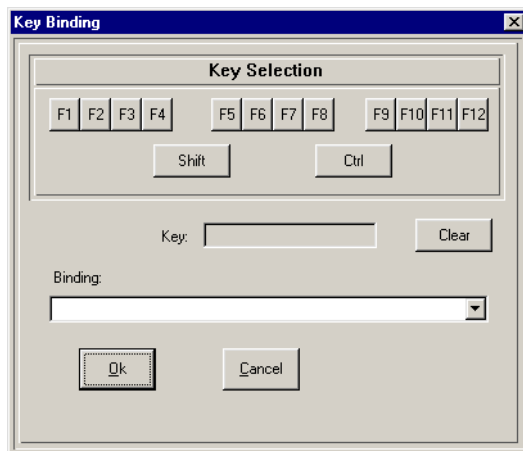 Key Binding
Key Selection
F1 F2 F3 F4 F5 F6 F7 F8 F9 F10 F11 F12
Shift Ctrl
Key: Clear
Binding:
Ok Cancel